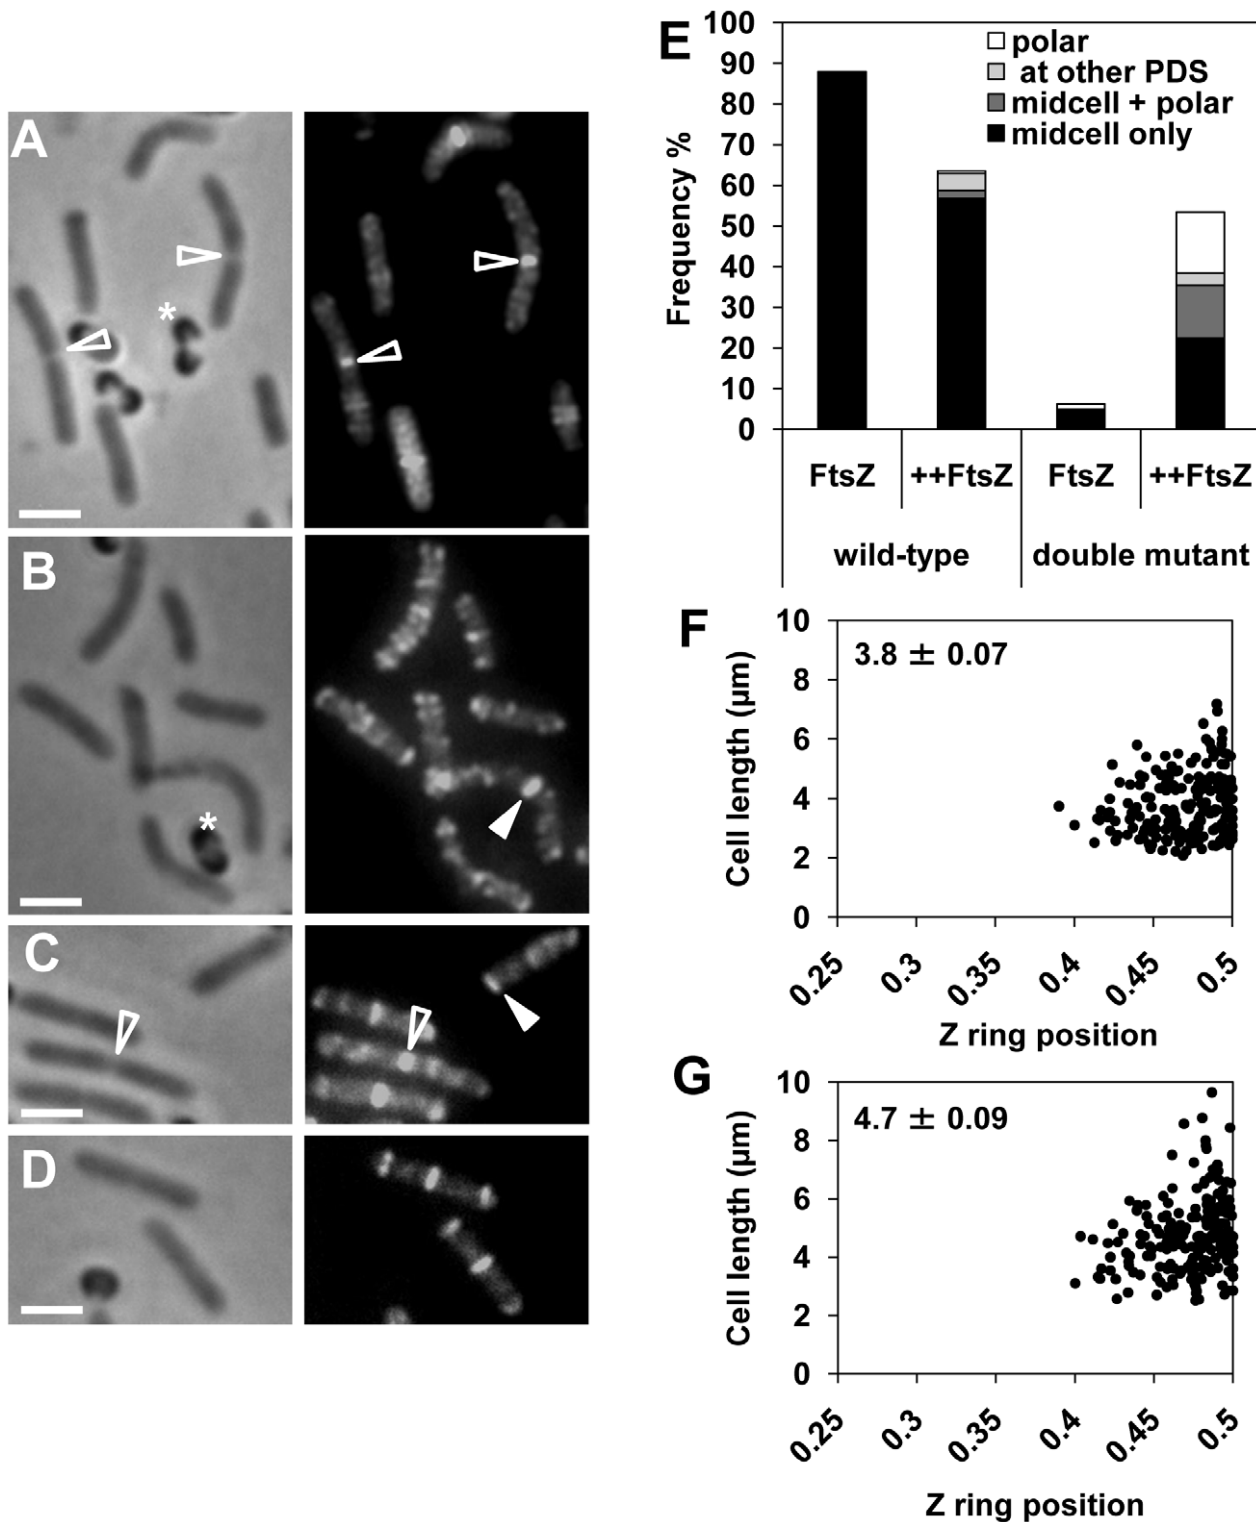 A
*
B
*
C
D
E
100
90
80
70
60
50
40
30
20
10
0
Frequency %
polar
at other PDS
midcell + polar
midcell only
FtsZ ++FtsZ FtsZ ++FtsZ
wild-type double mutant
F
10
8
6
4
2
0
Cell length (µm)
3.8 ± 0.07
0.25 0.3 0.35 0.4 0.45 0.5
Z ring position
G
10
8
6
4
2
0
Cell length (µm)
4.7 ± 0.09
0.25 0.3 0.35 0.4 0.45 0.5
Z ring position